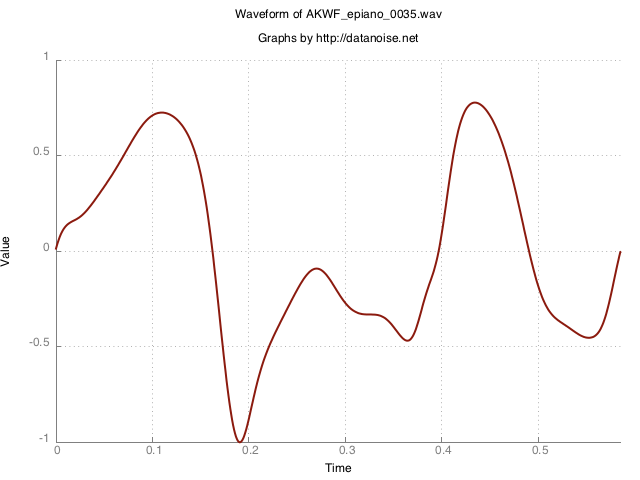 Waveform of AKWF_epiano_0035.wav
Graphs by http://datanoise.net
1
0.5
0
-0.5
-1
Value
0 0.1 0.2 0.3 0.4 0.5
Time